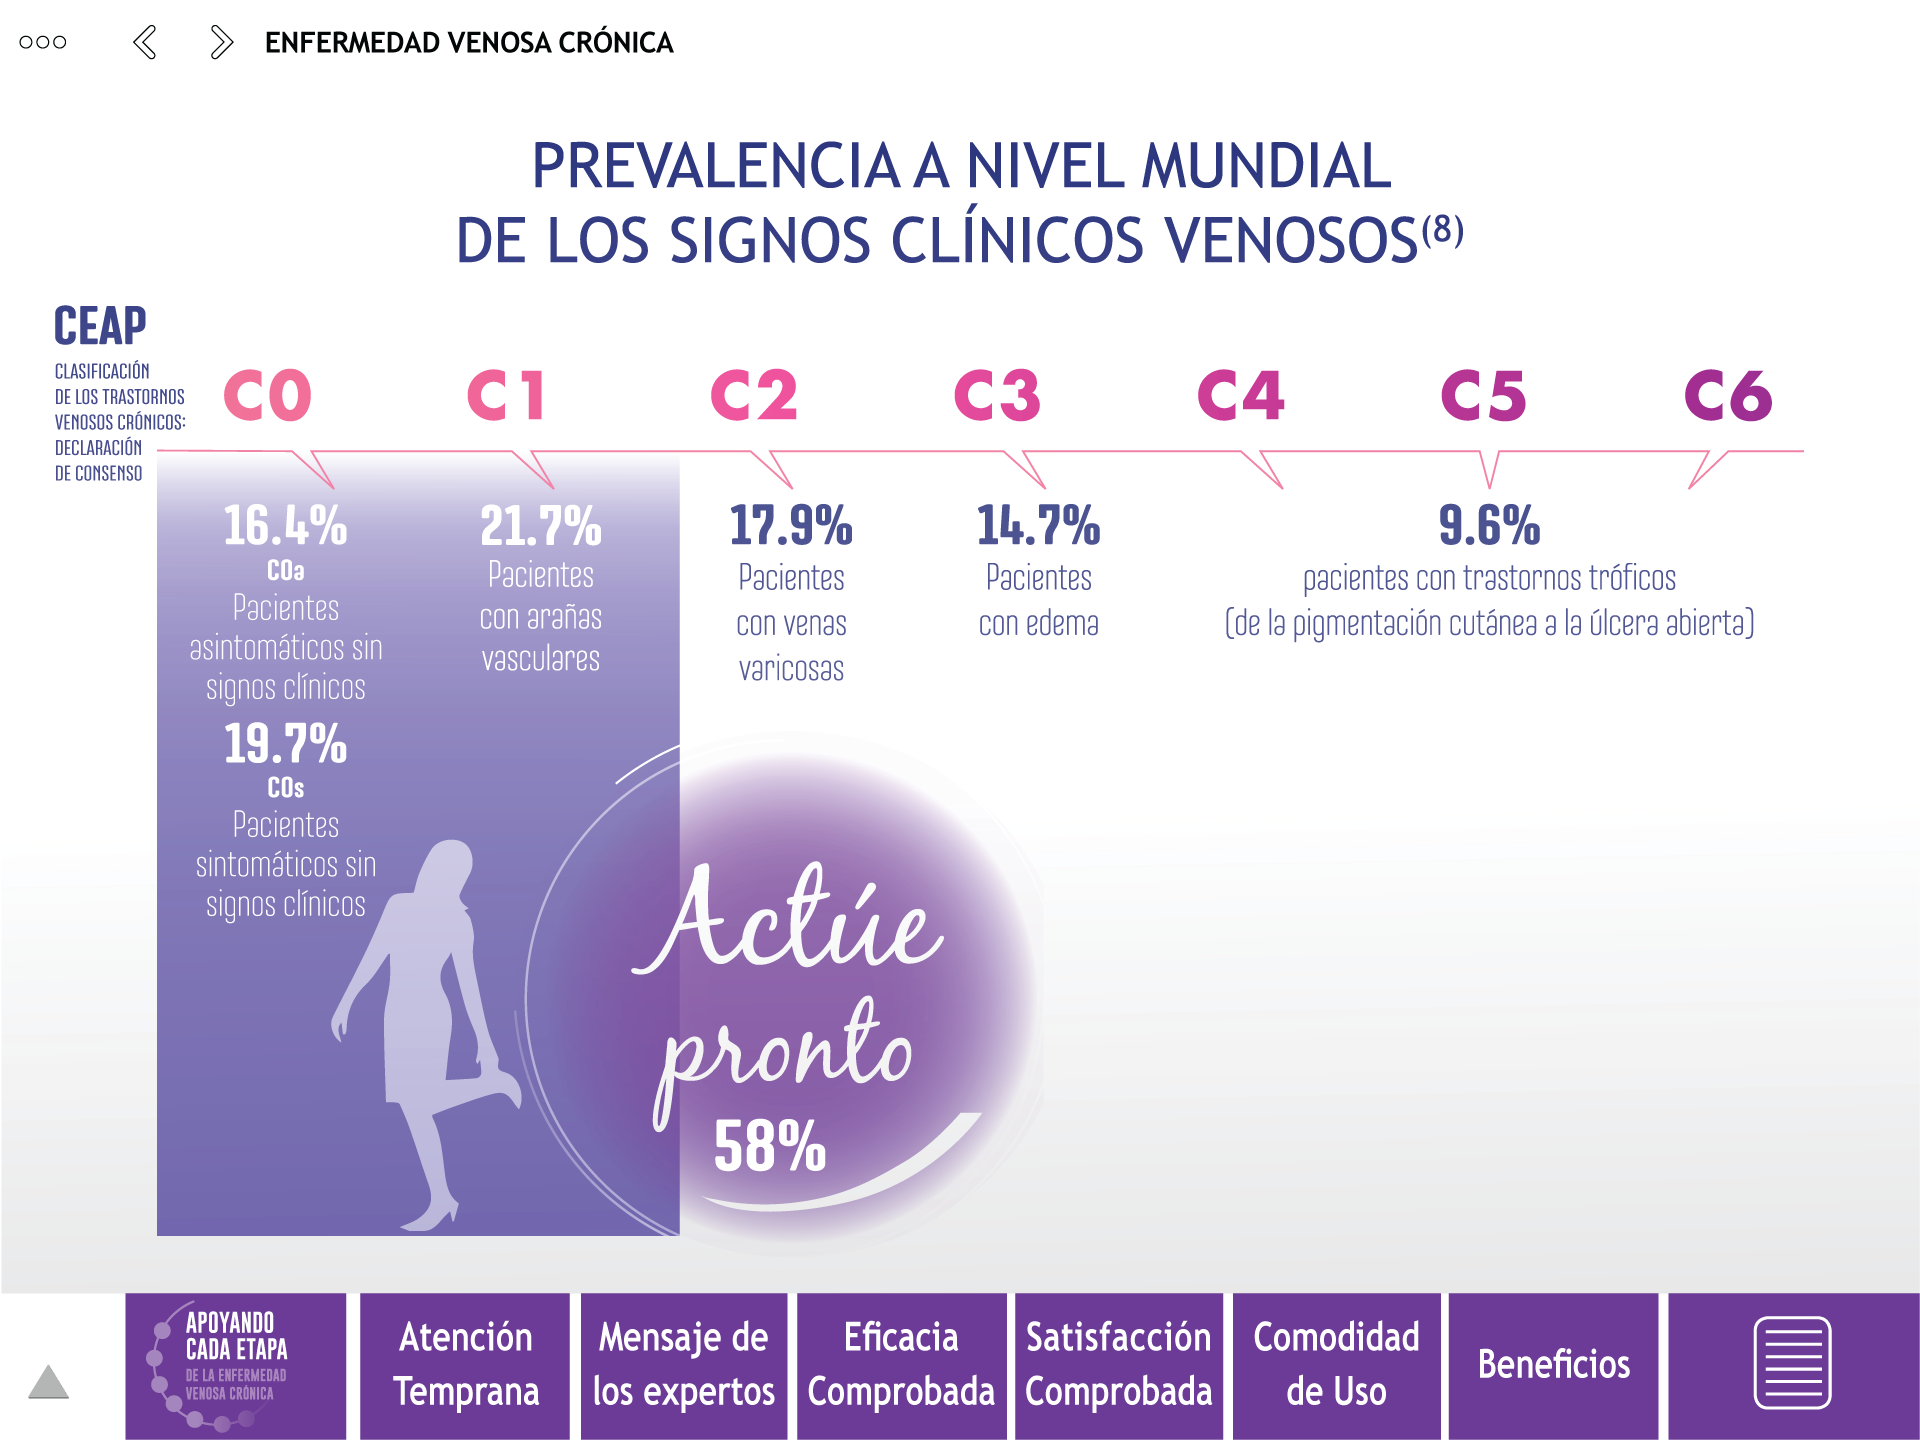 ENFERMEDAD VENOSA CRÓNICA
PREVALENCIA A NIVEL MUNDIAL
DE LOS SIGNOS CLÍNICOS VENOSOS(8)
CEAP
CLASIFICACIÓN
DE LOS TRASTORNOS
VENOSOS CRÓNICOS:
DECLARACIÓN
DE CONSENSO
C0
C1
C2
C3
C4
C5
C6
16.4%
C0a
Pacientes
asintomáticos sin
signos clínicos
19.7%
C0s
Pacientes
sintomáticos sin
signos clínicos
21.7%
Pacientes
con arañas
vasculares
17.9%
Pacientes
con venas
varicosas
14.7%
Pacientes
con edema
9.6%
pacientes con trastornos tróficos
(de la pigmentación cutánea a la úlcera abierta)
Actúe
pronto
58%
APOYANDO
CADA ETAPA
DE LA ENFERMEDAD
VENOSA CRÓNICA
Atención
Temprana
Mensaje de
los expertos
Eficacia
Comprobada
Satisfacción
Comprobada
Comodidad
de Uso
Beneficios